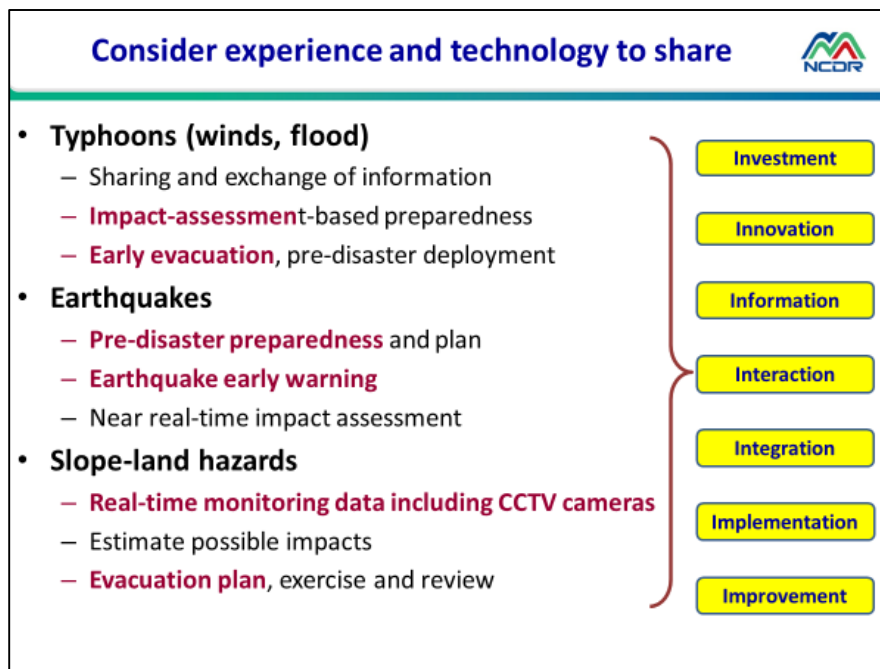 Consider experience and technology to share
NCDR
• Typhoons (winds, flood)
– Sharing and exchange of information
– Impact-assessment-based preparedness
– Early evacuation, pre-disaster deployment
• Earthquakes
– Pre-disaster preparedness and plan
– Earthquake early warning
– Near real-time impact assessment
• Slope-land hazards
– Real-time monitoring data including CCTV cameras
– Estimate possible impacts
– Evacuation plan, exercise and review
Investment
Innovation
Information
Interaction
Integration
Implementation
Improvement